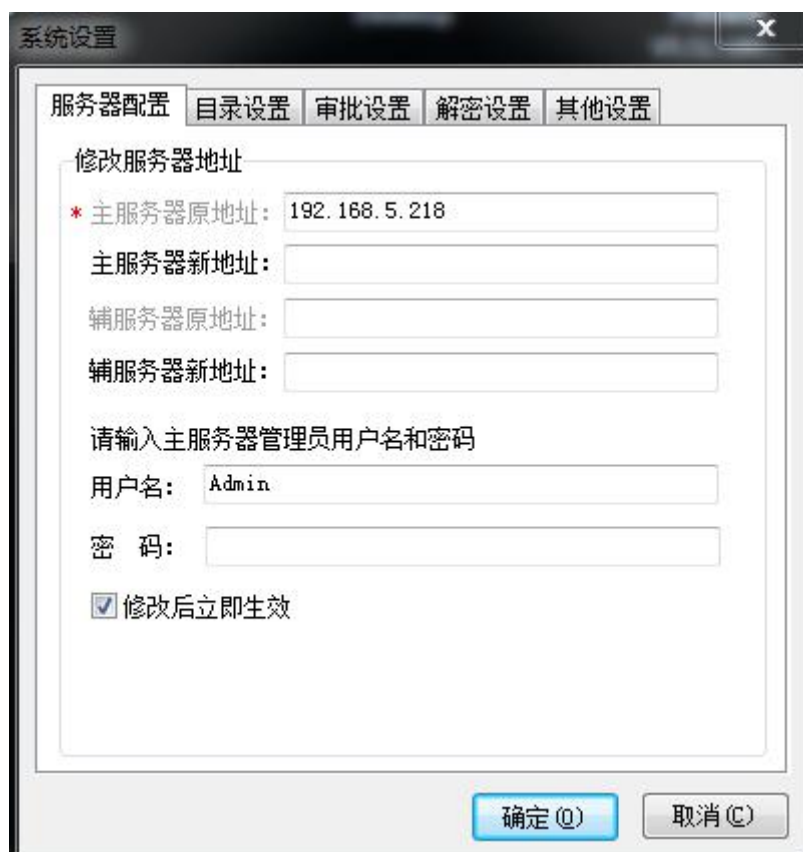 系统设置
x
服务器配置 目录设置 审批设置 解密设置 其他设置
修改服务器地址
* 主服务器原地址: 192.168.5.218
主服务器新地址:
辅服务器原地址:
辅服务器新地址:
请输入主服务器管理员用户名和密码
用户名: Admin
密 码:
修改后立即生效
确定(O) 取消(C)